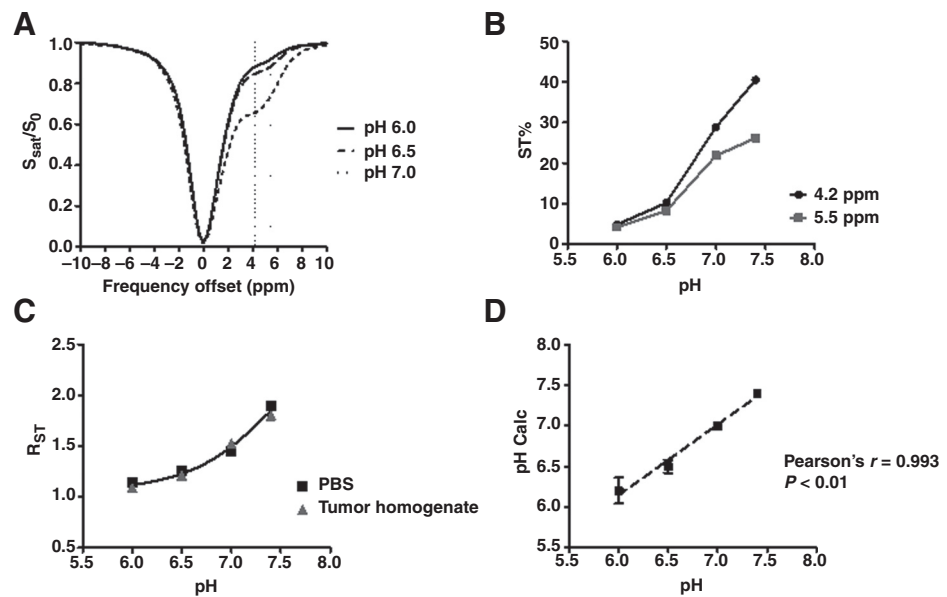 A
1.0
0.8
0.6
0.4
0.2
0.0
S_sat/S_0
–10 –8 –6 –4 –2 0 2 4 6 8 10
Frequency offset (ppm)
pH 6.0
pH 6.5
pH 7.0
B
50
40
30
20
10
0
ST%
5.5 6.0 6.5 7.0 7.5 8.0
pH
4.2 ppm
5.5 ppm
C
2.5
2.0
1.5
1.0
0.5
R_ST
5.5 6.0 6.5 7.0 7.5 8.0
pH
PBS
Tumor homogenate
D
8.0
7.5
7.0
6.5
6.0
5.5
pH Calc
5.5 6.0 6.5 7.0 7.5 8.0
pH
Pearson's r = 0.993
P < 0.01